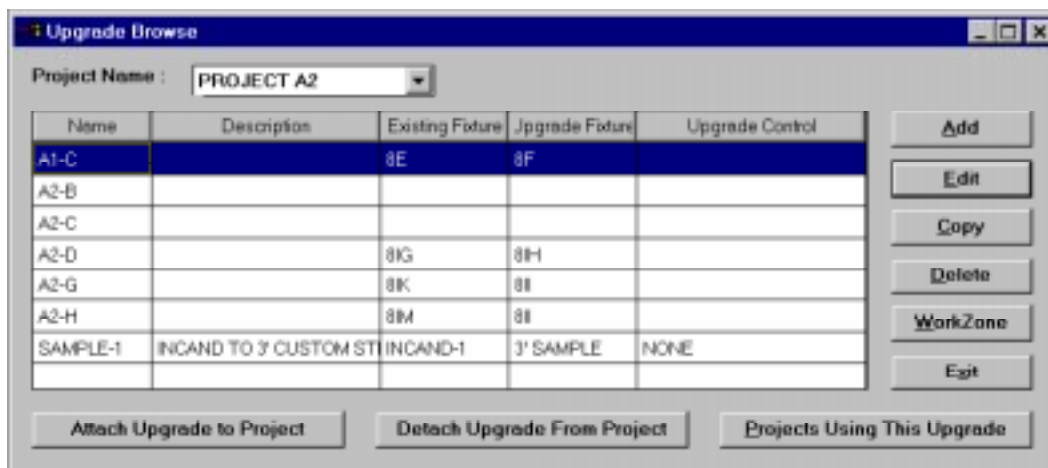 Upgrade Browse
Project Name : PROJECT A2
Name Description Existing Fixture Upgrade Fixture Upgrade Control
A1-C 8E 8F
A2-B
A2-C
A2-D 8IG 8IH
A2-G 8IK 8II
A2-H 8IM 8II
SAMPLE-1 INCAND TO 3' CUSTOM STI INCAND-1 3' SAMPLE NONE
Add
Edit
Copy
Delete
WorkZone
Exit
Attach Upgrade to Project Detach Upgrade From Project Projects Using This Upgrade